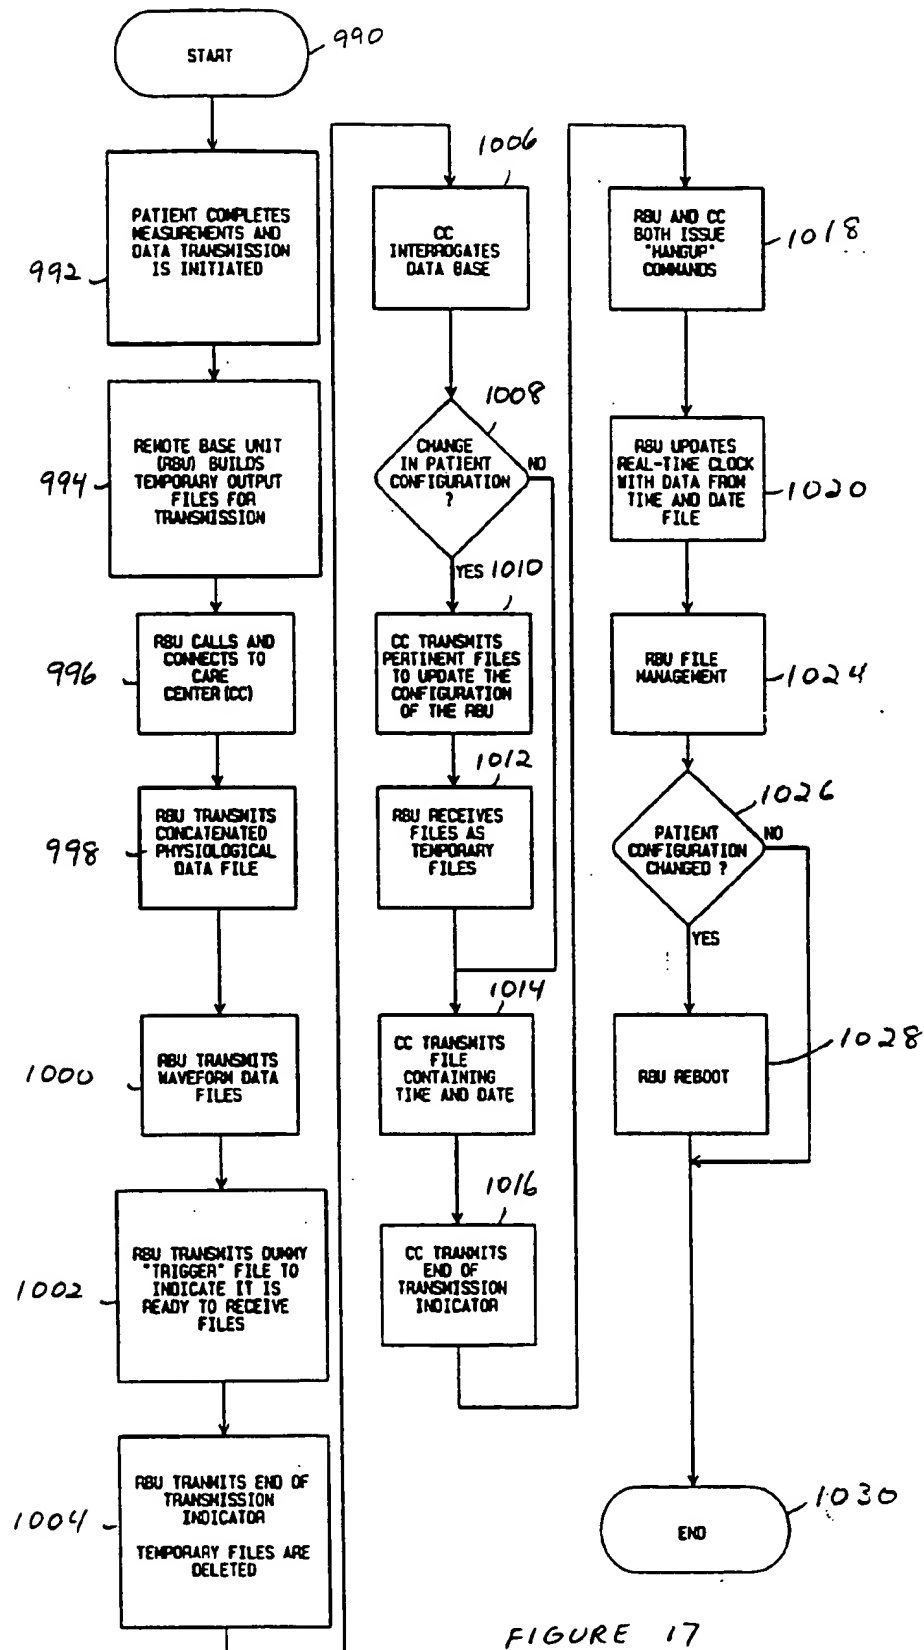 START
990
PATIENT COMPLETES
MEASUREMENTS AND
DATA TRANSMISSION
IS INITIATED
992
REMOTE BASE UNIT
(RBU) BUILDS
TEMPORARY OUTPUT
FILES FOR
TRANSMISSION
994
RBU CALLS AND
CONNECTS TO
CARE
CENTER (CC)
996
RBU TRANSMITS
CONCATENATED
PHYSIOLOGICAL
DATA FILE
998
RBU TRANSMITS
WAVEFORM DATA
FILES
1000
RBU TRANSMITS DUMMY
"TRIGGER" FILE TO
INDICATE IT IS
READY TO RECEIVE
FILES
1002
RBU TRANMITS END OF
TRANSMISSION
INDICATOR
TEMPORARY FILES ARE
DELETED
1004
1006
CC
INTERROGATES
DATA BASE
1008
CHANGE
IN PATIENT
CONFIGURATION
?
NO
YES
1010
CC TRANSMITS
PERTINENT FILES
TO UPDATE THE
CONFIGURATION
OF THE RBU
1012
RBU RECEIVES
FILES AS
TEMPORARY
FILES
1014
CC TRANSMITS
FILE
CONTAINING
TIME AND DATE
1016
CC TRANMITS
END OF
TRANSMISSION
INDICATOR
RBU AND CC
BOTH ISSUE
"HANGUP"
COMMANDS
1018
RBU UPDATES
REAL-TIME CLOCK
WITH DATA FROM
TIME AND DATE
FILE
1020
RBU FILE
MANAGEMENT
1024
1026
PATIENT
CONFIGURATION
CHANGED ?
NO
YES
RBU REBOOT
1028
END
1030
FIGURE 17